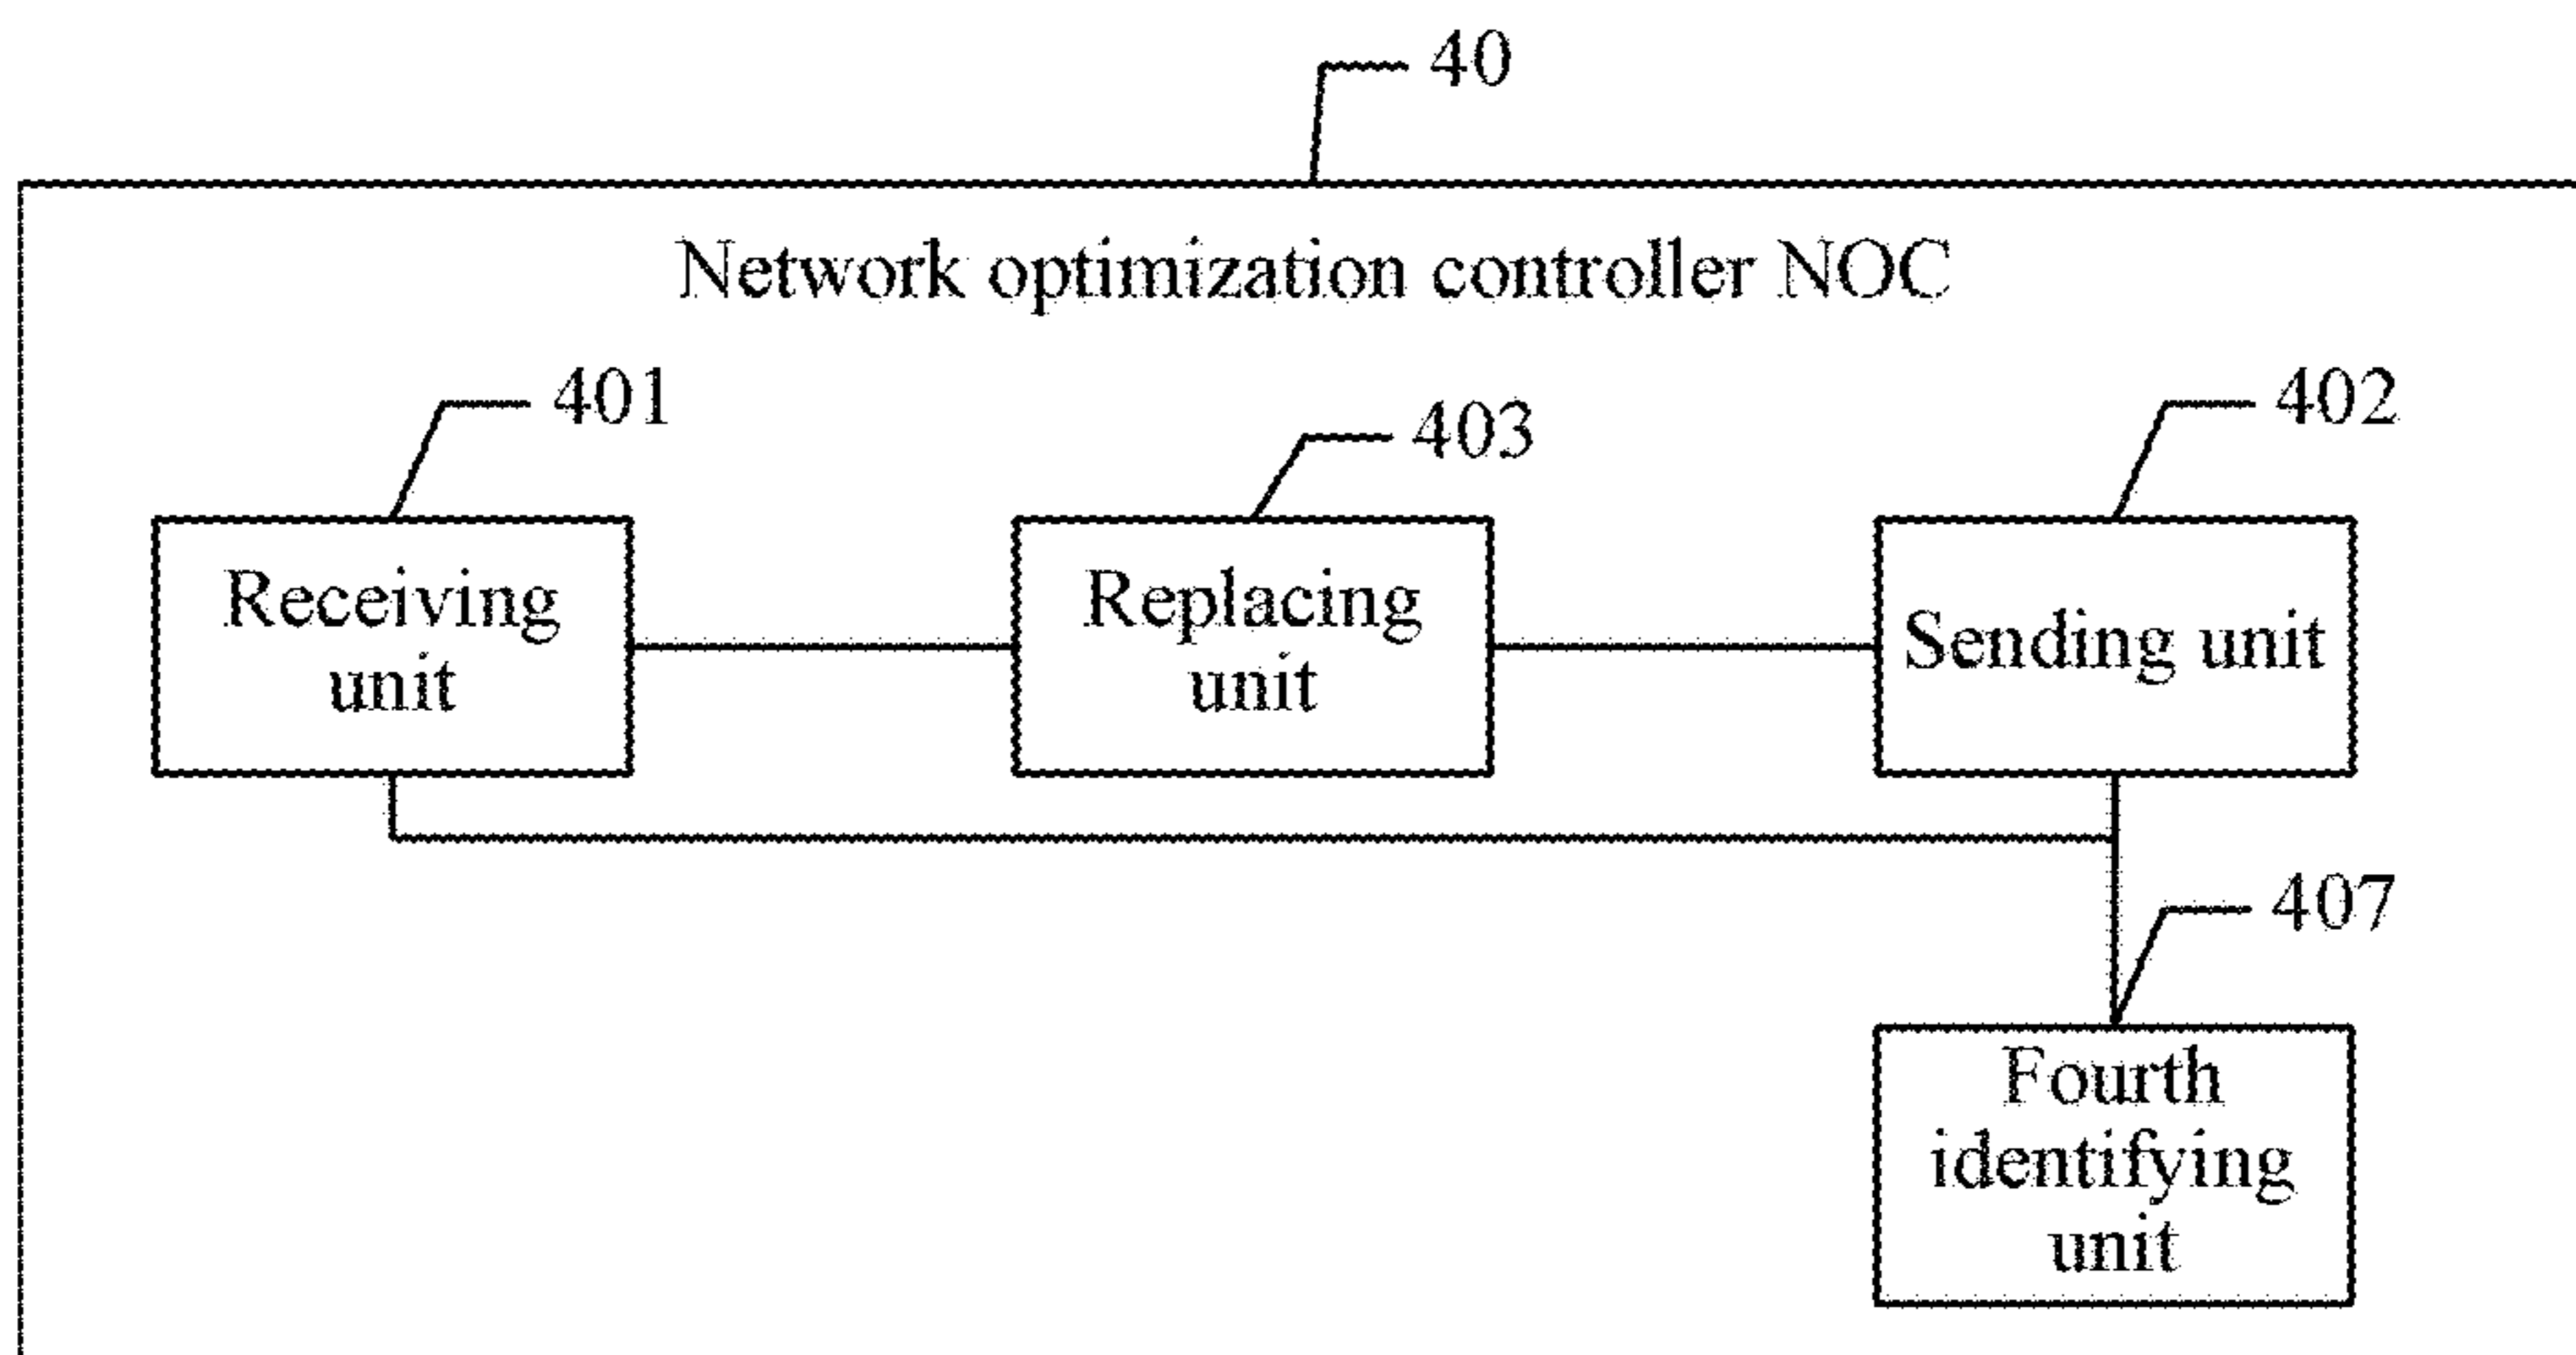 40
Network optimization controller NOC
401
403
402
Receiving
unit
Replacing
unit
Sending unit
407
Fourth
identifying
unit